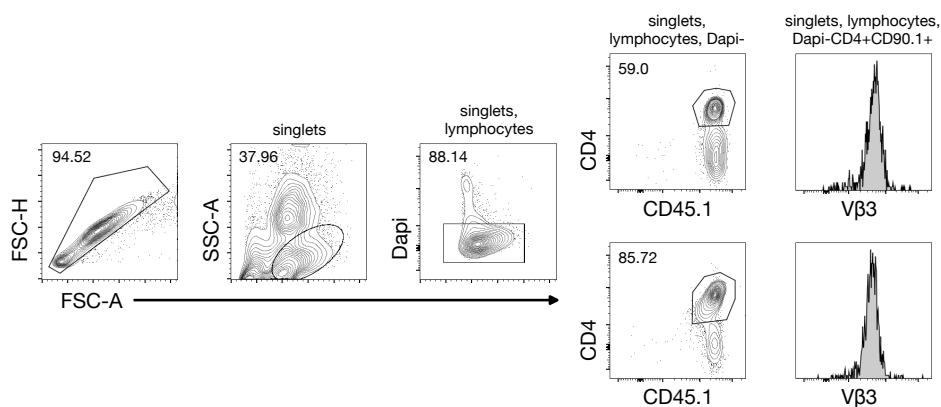 singlets,
lymphocytes, Dapi-
singlets, lymphocytes,
Dapi-CD4+CD90.1+
59.0
CD4
CD45.1
Vβ3
singlets
singlets,
lymphocytes
94.52
FSC-H
FSC-A
37.96
SSC-A
88.14
Dapi
85.72
CD4
CD45.1
Vβ3